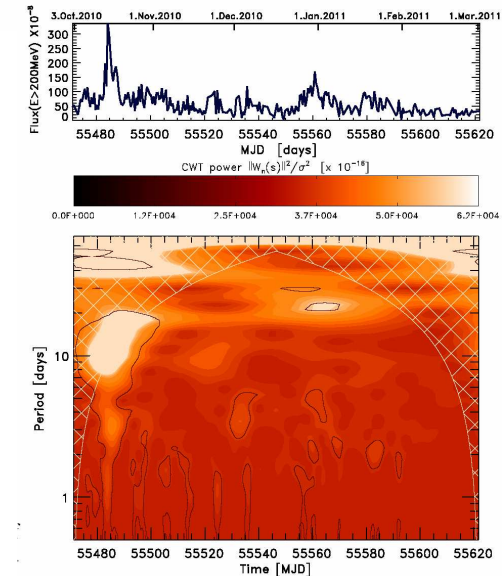 3.Oct.2010 1.Nov.2010 1.Dec.2010 1.Jan.2011 1.Feb.2011 1.Mar.2011
Flux(E>200MeV) X10⁻⁸
300
250
200
150
100
50
0
55480 55500 55520 55540 55560 55580 55600 55620
MJD [days]
CWT power ||Wₙ(s)||²/σ² [x 10⁻¹⁶]
0.0E+000 1.2E+004 2.5E+004 3.7E+004 5.0E+004 6.2E+004
Period [days]
10
1
55480 55500 55520 55540 55560 55580 55600 55620
Time [MJD]